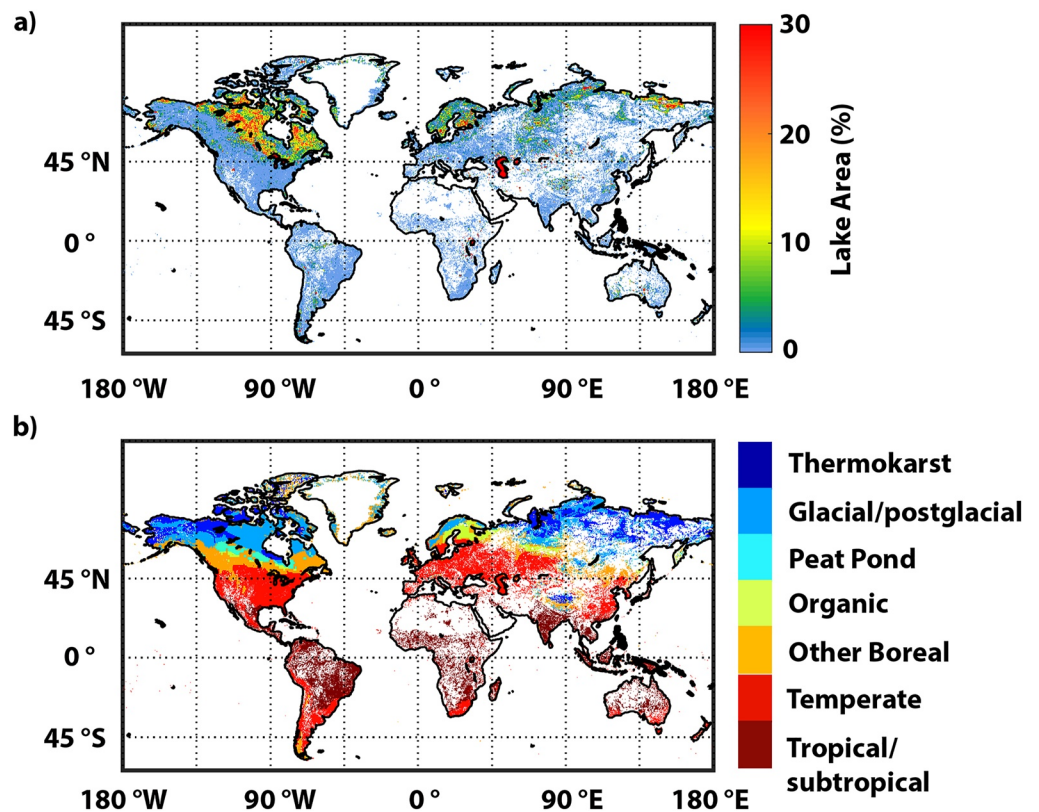 a)
30
20
10
0
Lake Area (%)
45 °N
0 °
45 °S
180 °W 90 °W 0 ° 90 °E 180 °E
b)
Thermokarst
Glacial/postglacial
Peat Pond
Organic
Other Boreal
Temperate
Tropical/
subtropical
45 °N
0 °
45 °S
180 °W 90 °W 0 ° 90 °E 180 °E